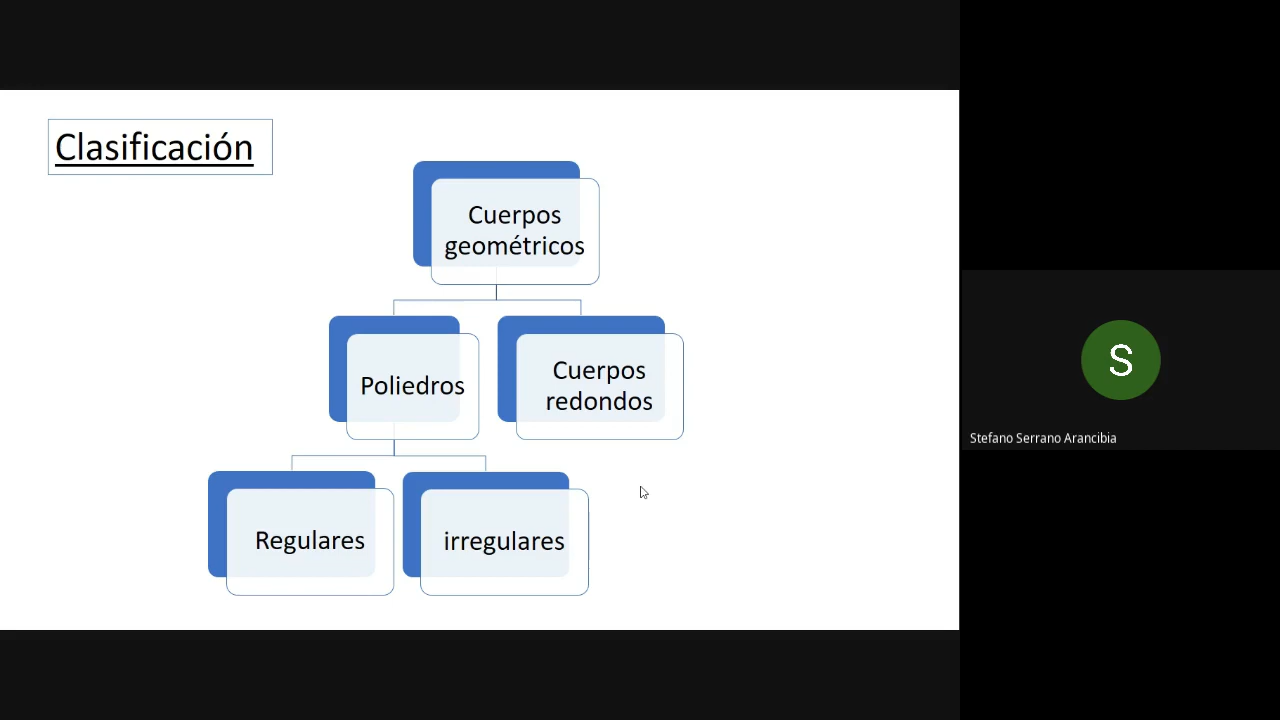 Clasificación
Cuerpos
geométricos
Poliedros
Cuerpos
redondos
Regulares
irregulares
S
Stefano Serrano Arancibia